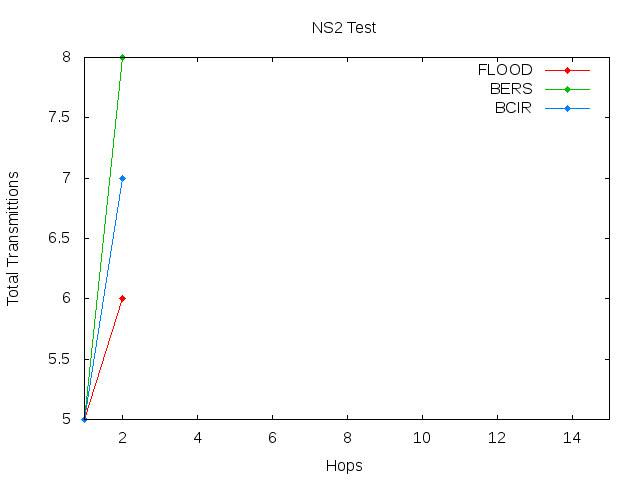 NS2 Test
FLOOD
BERS
BCIR
8
7.5
7
6.5
6
5.5
5
Total Transmittions
2 4 6 8 10 12 14
Hops